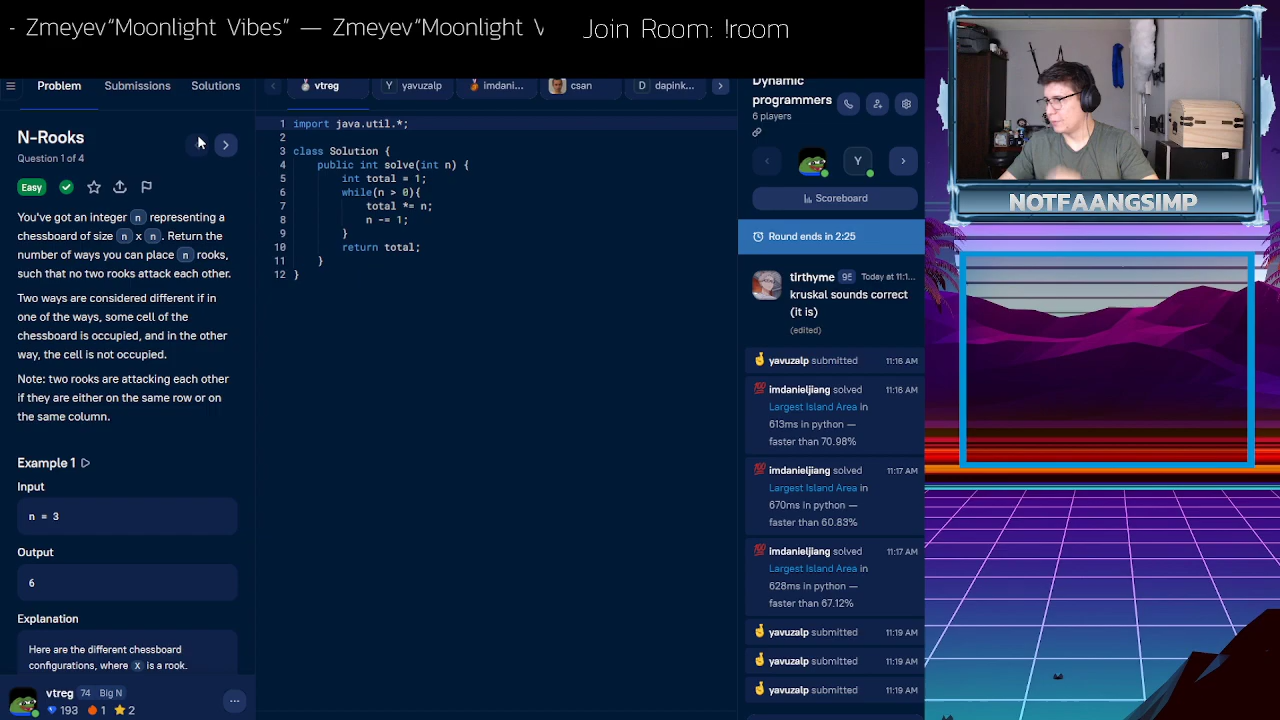 - Zmeyev“Moonlight Vibes” — Zmeyev“Moonlight V
Join Room: !room
Problem
Submissions
Solutions
N-Rooks
Question 1 of 4
Easy
You've got an integer n representing a
chessboard of size n x n. Return the
number of ways you can place n rooks,
such that no two rooks attack each other.
Two ways are considered different if in
one of the ways, some cell of the
chessboard is occupied, and in the other
way, the cell is not occupied.
Note: two rooks are attacking each other
if they are either on the same row or on
the same column.
Example 1
Input
n = 3
Output
6
Explanation
Here are the different chessboard
configurations, where X is a rook.
vtreg 74 Big N
193 1 2
vtreg
Y yavuzalp
imdani...
csan
D dapink...
1 import java.util.*;
2
3 class Solution {
4 public int solve(int n) {
5 int total = 1;
6 while(n > 0){
7 total *= n;
8 n -= 1;
9 }
10 return total;
11 }
12 }
Dynamic
programmers
6 players
Y
Scoreboard
Round ends in 2:25
tirthyme 9E Today at 11:1...
kruskal sounds correct
(it is)
(edited)
yavuzalp submitted 11:16 AM
imdanieljiang solved 11:16 AM
Largest Island Area in
613ms in python —
faster than 70.98%
imdanieljiang solved 11:17 AM
Largest Island Area in
670ms in python —
faster than 60.83%
imdanieljiang solved 11:17 AM
Largest Island Area in
628ms in python —
faster than 67.12%
yavuzalp submitted 11:19 AM
yavuzalp submitted 11:19 AM
yavuzalp submitted 11:19 AM
NOTFAANGSIMP